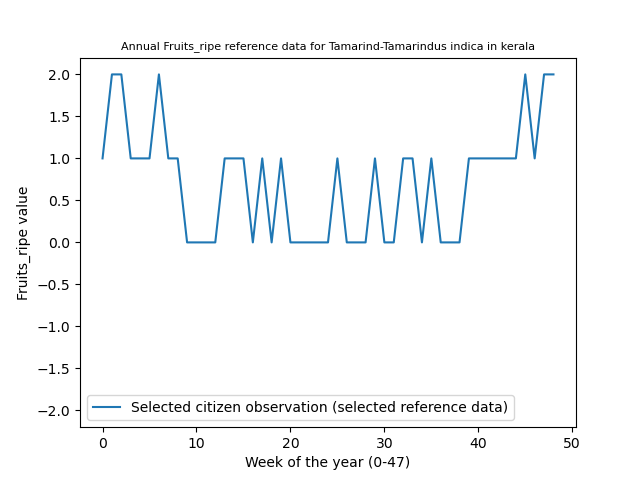 Annual Fruits_ripe reference data for Tamarind-Tamarindus indica in kerala
2.0
1.5
1.0
0.5
0.0
−0.5
−1.0
−1.5
−2.0
Fruits_ripe value
Selected citizen observation (selected reference data)
0 10 20 30 40 50
Week of the year (0-47)